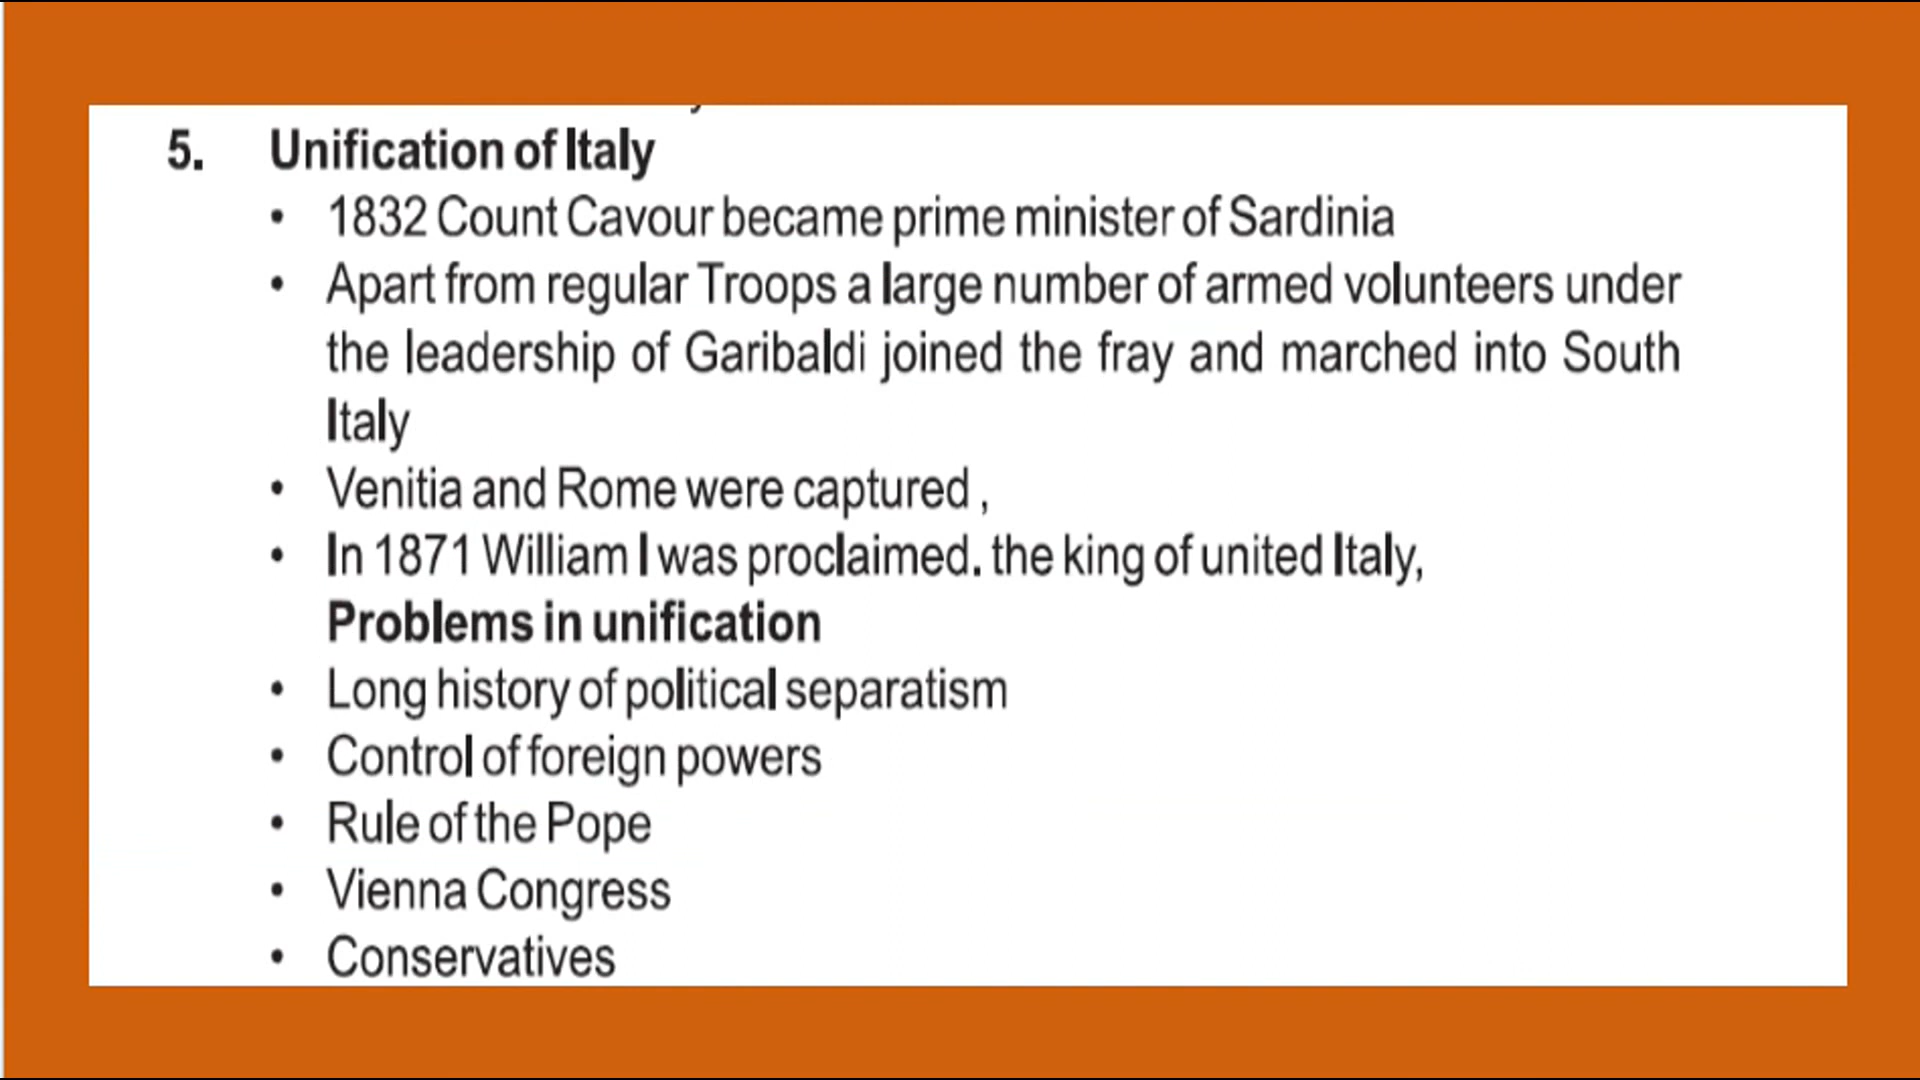 5. Unification of Italy
• 1832 Count Cavour became prime minister of Sardinia
• Apart from regular Troops a large number of armed volunteers under
the leadership of Garibaldi joined the fray and marched into South
Italy
• Venitia and Rome were captured ,
• In 1871 William I was proclaimed. the king of united Italy,
Problems in unification
• Long history of political separatism
• Control of foreign powers
• Rule of the Pope
• Vienna Congress
• Conservatives